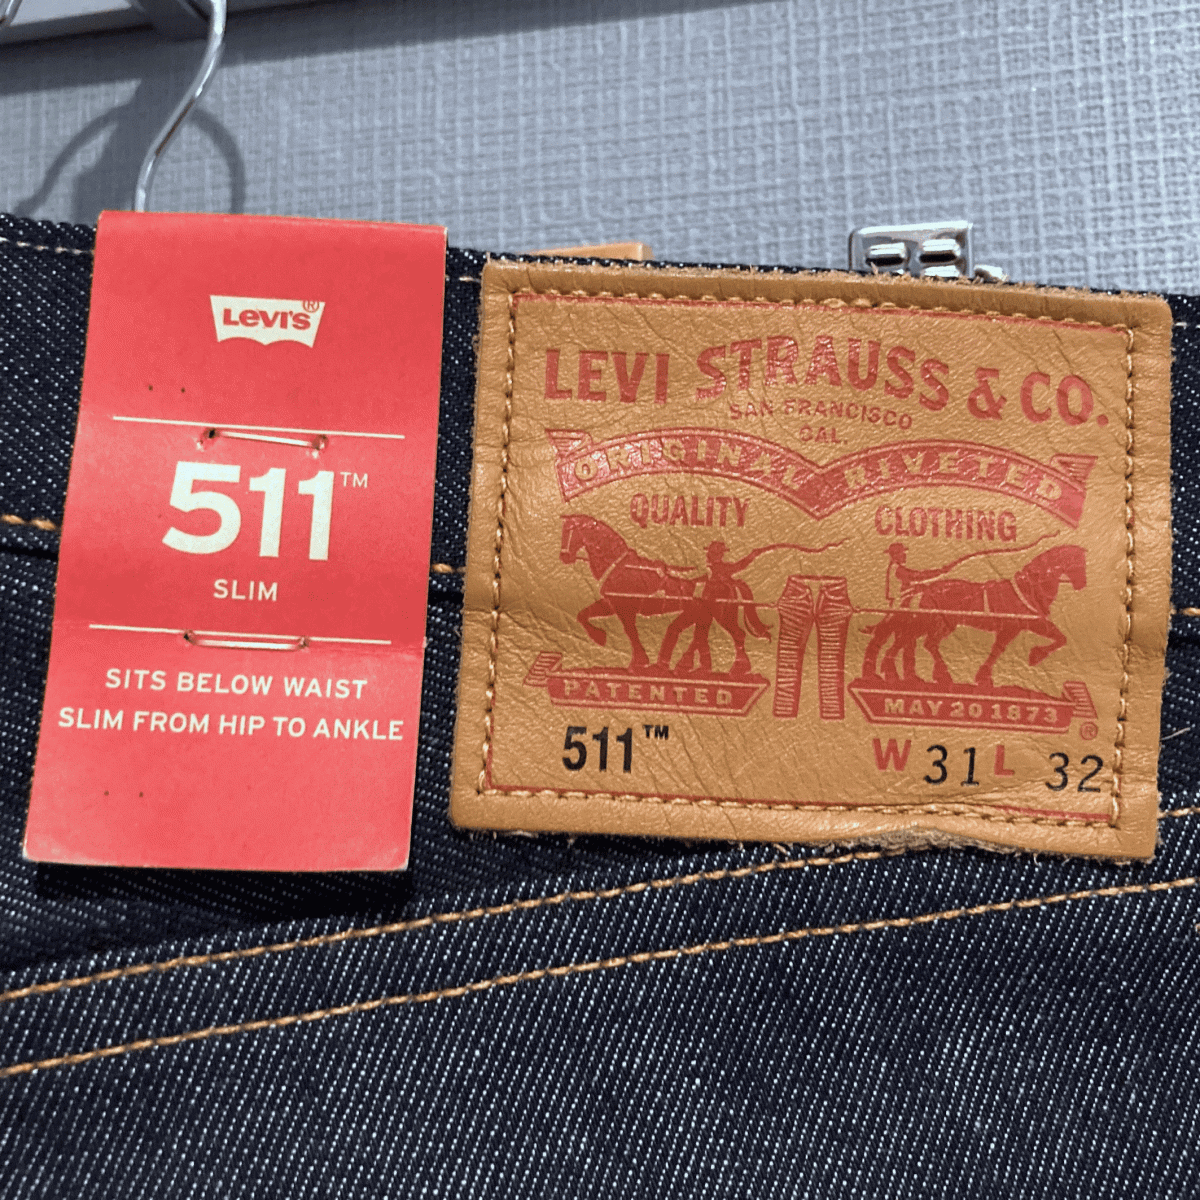 LEVI'S®
511™
SLIM
SITS BELOW WAIST
SLIM FROM HIP TO ANKLE
LEVI STRAUSS & CO.
SAN FRANCISCO
CAL.
ORIGINAL RIVETED
QUALITY CLOTHING
PATENTED MAY 20 1873
®
511™ W 31 L 32